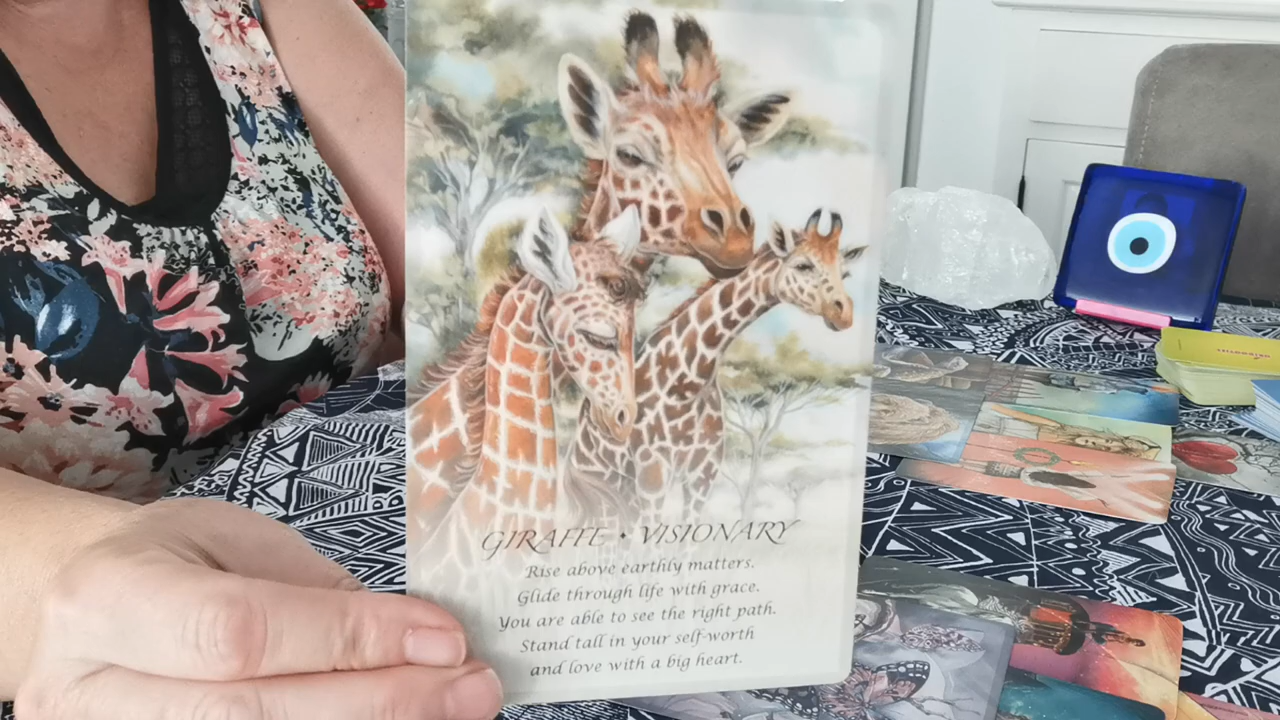 GIRAFFE • VISIONARY
Rise above earthly matters.
Glide through life with grace.
You are able to see the right path.
Stand tall in your self-worth
and love with a big heart.